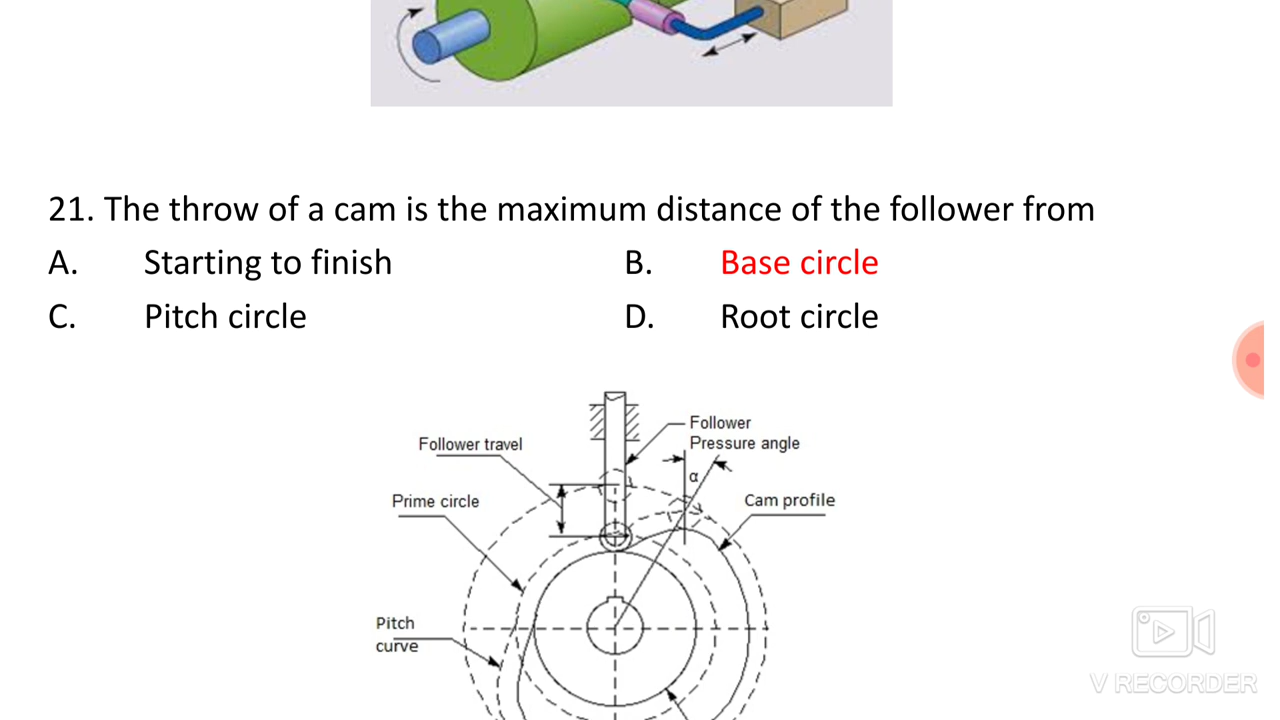 21. The throw of a cam is the maximum distance of the follower from
A. Starting to finish B. Base circle
C. Pitch circle D. Root circle
Follower
Pressure angle
Follower travel
α
Prime circle
Cam profile
Pitch
curve
V RECORDER